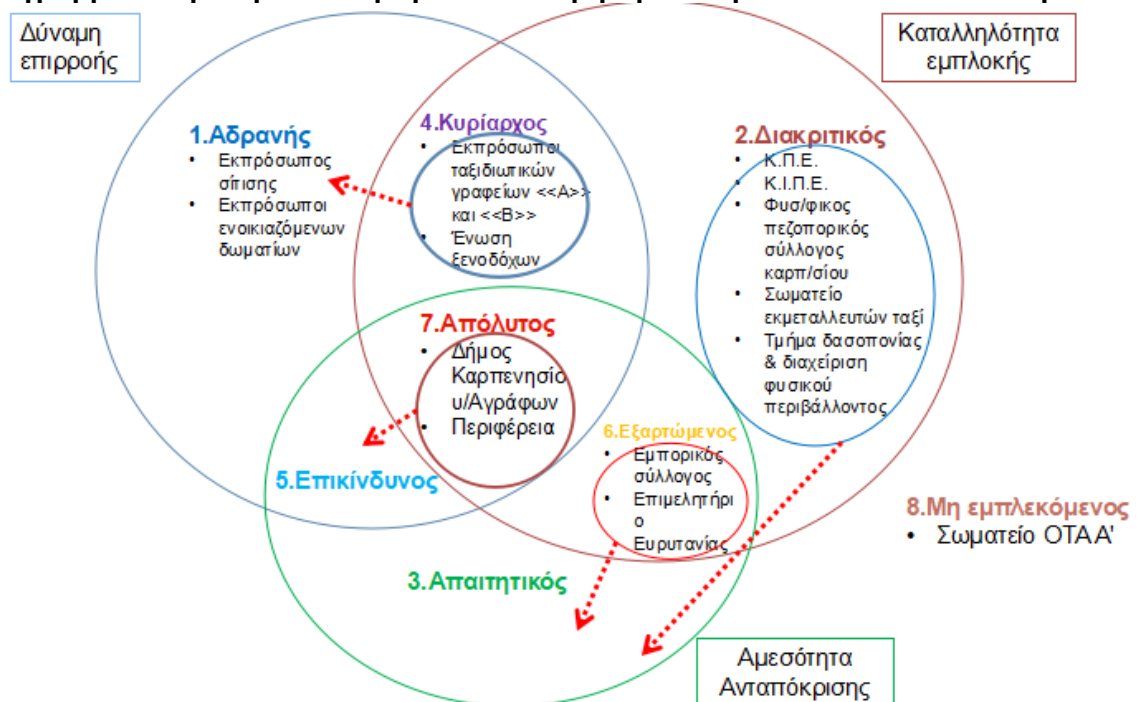 Δύναμη
επιρροής
Καταλληλότητα
εμπλοκής
1.Αδρανής
• Εκπρόσωπος
σίτισης
• Εκπρόσωποι
ενοικιαζόμενων
δωματίων
4.Κυρίαρχος
• Εκπρόσωποι
ταξιδιωτικών
γραφείων <<Α>>
και <<Β>>
• Ένωση
ξενοδόχων
2.Διακριτικός
• Κ.Π.Ε.
• Κ.Ι.Π.Ε.
• Φυσ/φικος
πεζοπορικός
σύλλογος
καρπ/σίου
• Σωματείο
εκμεταλλευτών ταξί
• Τμήμα δασοπονίας
& διαχείριση
φυσικού
περιβάλλοντος
7.Απόλυτος
• Δήμος
Καρπενησίο
υ/Αγράφων
• Περιφέρεια
5.Επικίνδυνος
6.Εξαρτώμενος
• Εμπορικός
σύλλογος
• Επιμελητήρι
ο
Ευρυτανίας
3.Απαιτητικός
8.Μη εμπλεκόμενος
• Σωματείο ΟΤΑ Α'
Αμεσότητα
Ανταπόκρισης